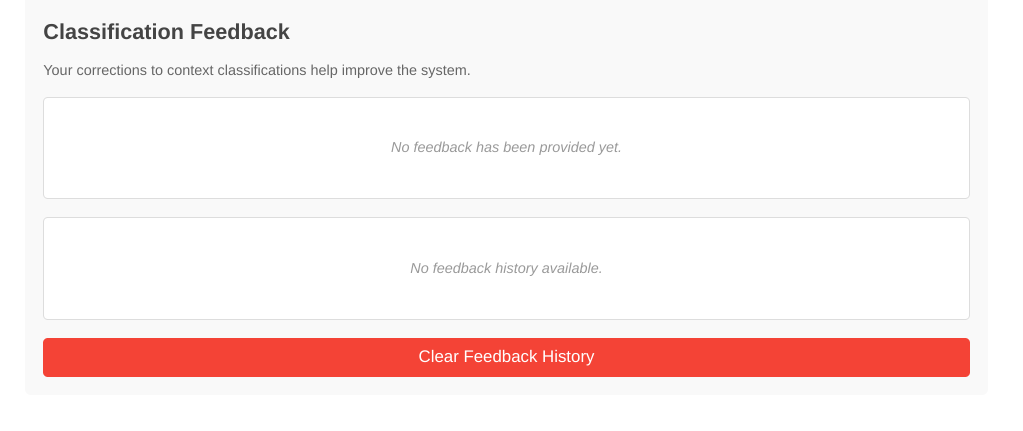 Classification Feedback
Your corrections to context classifications help improve the system.
No feedback has been provided yet.
No feedback history available.
Clear Feedback History